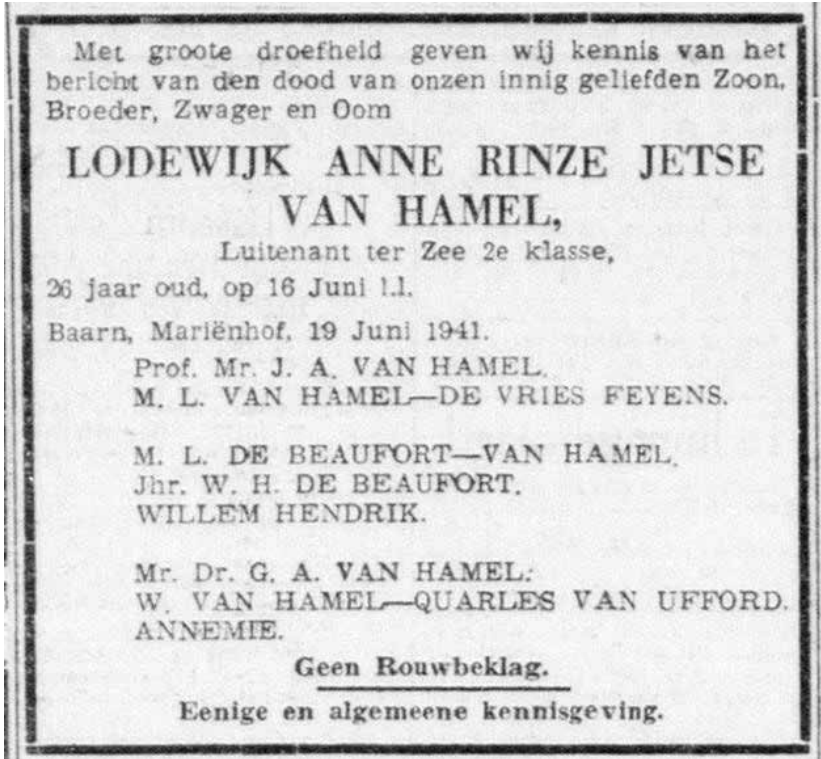 Met groote droefheid geven wij kennis van het
bericht van den dood van onzen innig geliefden Zoon,
Broeder, Zwager en Oom
LODEWIJK ANNE RINZE JETSE
VAN HAMEL,
Luitenant ter Zee 2e klasse,
26 jaar oud, op 16 Juni l.l.
Baarn, Mariënhof, 19 Juni 1941.
Prof. Mr. J. A. VAN HAMEL.
M. L. VAN HAMEL—DE VRIES FEYENS.
M. L. DE BEAUFORT—VAN HAMEL.
Jhr. W. H. DE BEAUFORT.
WILLEM HENDRIK.
Mr. Dr. G. A. VAN HAMEL.
W. VAN HAMEL—QUARLES VAN UFFORD.
ANNEMIE.
Geen Rouwbeklag.
Eenige en algemeene kennisgeving.